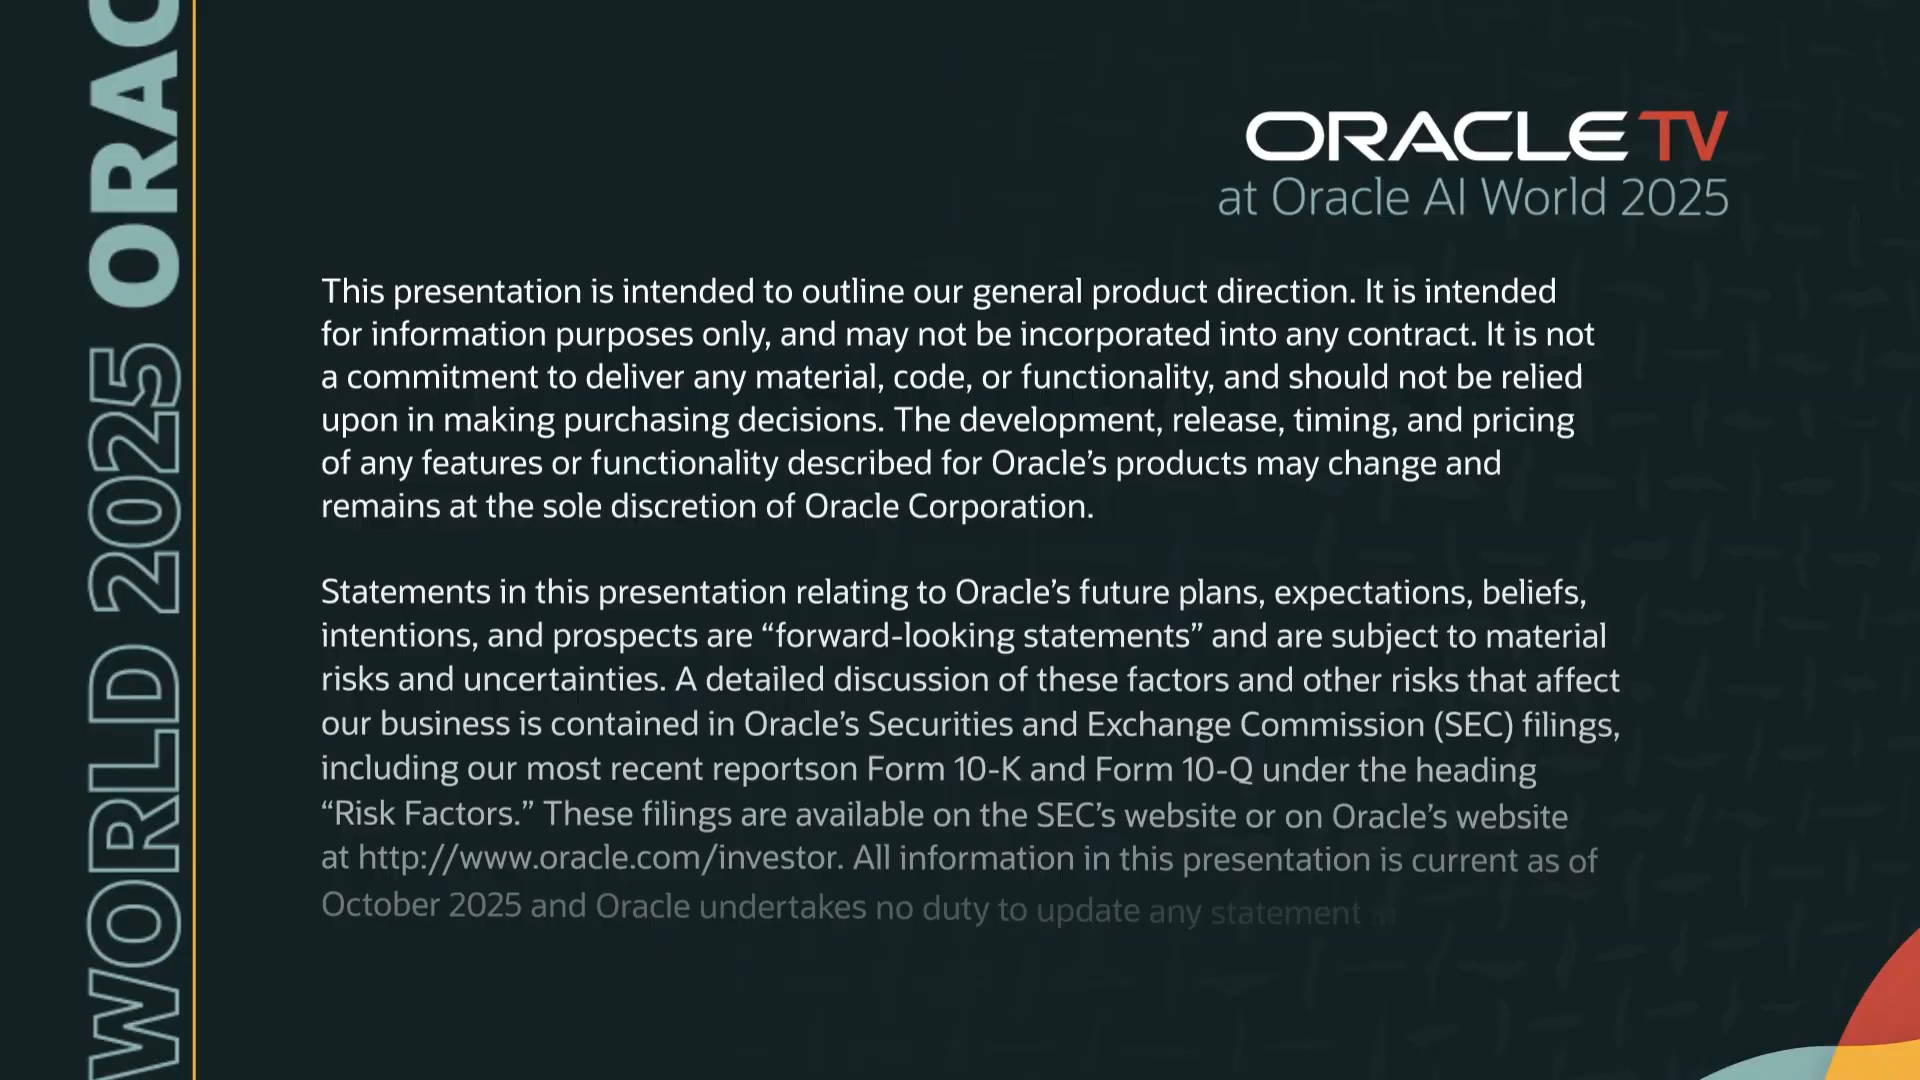 WORLD 2025 ORAC
ORACLE TV
at Oracle AI World 2025
This presentation is intended to outline our general product direction. It is intended
for information purposes only, and may not be incorporated into any contract. It is not
a commitment to deliver any material, code, or functionality, and should not be relied
upon in making purchasing decisions. The development, release, timing, and pricing
of any features or functionality described for Oracle’s products may change and
remains at the sole discretion of Oracle Corporation.
Statements in this presentation relating to Oracle’s future plans, expectations, beliefs,
intentions, and prospects are “forward-looking statements” and are subject to material
risks and uncertainties. A detailed discussion of these factors and other risks that affect
our business is contained in Oracle’s Securities and Exchange Commission (SEC) filings,
including our most recent reportson Form 10-K and Form 10-Q under the heading
“Risk Factors.” These filings are available on the SEC’s website or on Oracle’s website
at http://www.oracle.com/investor. All information in this presentation is current as of
October 2025 and Oracle undertakes no duty to update any statement